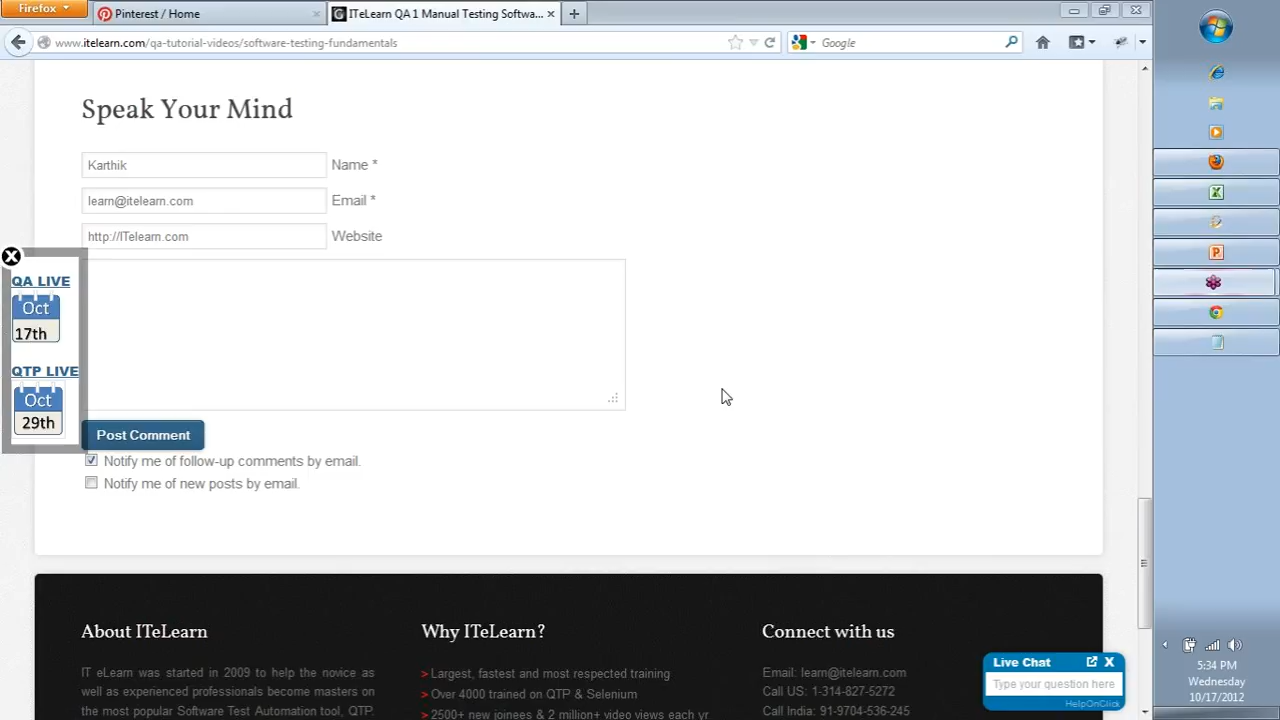 Firefox
Pinterest / Home
ITeLearn QA 1 Manual Testing Softwa...
www.itelearn.com/qa-tutorial-videos/software-testing-fundamentals
Google
Speak Your Mind
Karthik
Name *
learn@itelearn.com
Email *
http://ITelearn.com
Website
QA LIVE
Oct
17th
QTP LIVE
Oct
29th
Post Comment
Notify me of follow-up comments by email.
Notify me of new posts by email.
About ITeLearn
IT eLearn was started in 2009 to help the novice as
well as experienced professionals become masters on
the most popular Software Test Automation tool, QTP.
Why ITeLearn?
> Largest, fastest and most respected training
> Over 4000 trained on QTP & Selenium
> 2500+ new joinees & 2 million+ video views each yr
Connect with us
Email: learn@itelearn.com
Call US: 1-314-827-5272
Call India: 91-9704-536-245
Live Chat
Type your question here
HelpOnClick
5:34 PM
Wednesday
10/17/2012